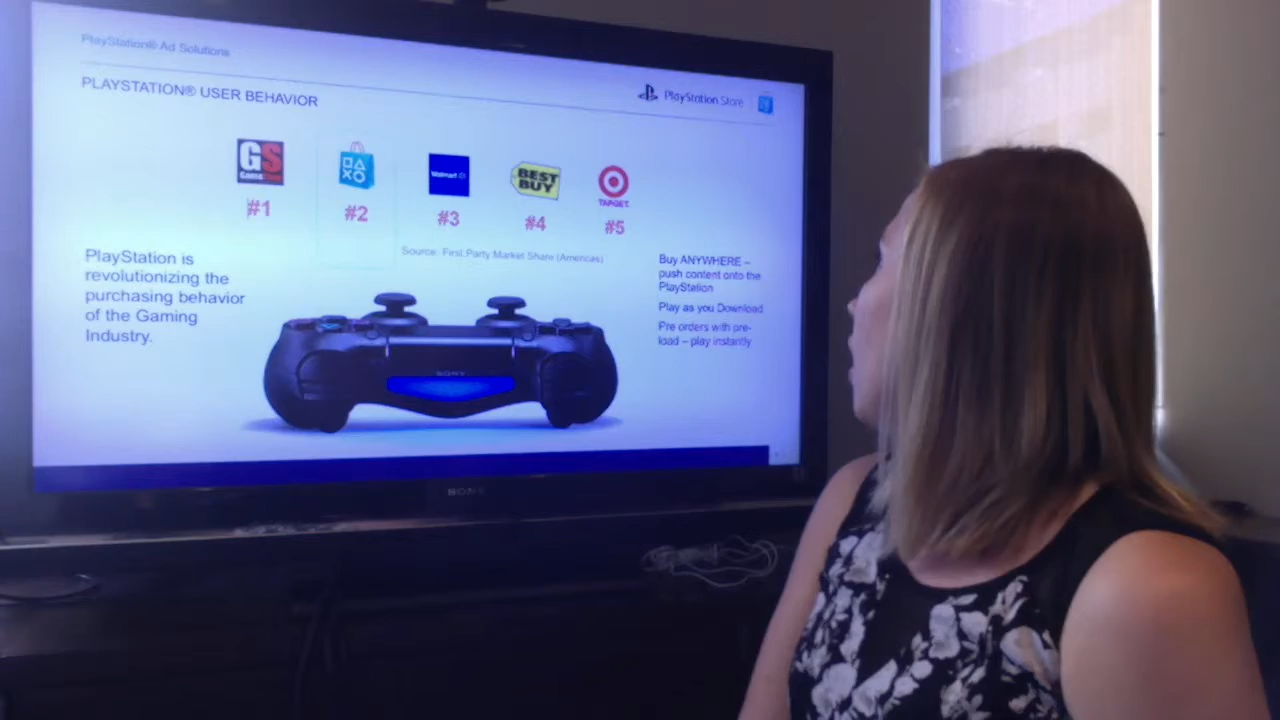 PlayStation® Ad Solutions
PLAYSTATION® USER BEHAVIOR
PlayStation Store
GS
Walmart
BEST
BUY
TARGET
#1
#2
#3
#4
#5
Source: First Party Market Share (Americas)
PlayStation is
revolutionizing the
purchasing behavior
of the Gaming
Industry.
Buy ANYWHERE –
push content onto the
PlayStation
Play as you Download
Pre orders with pre-
load – play instantly
SONY
SONY